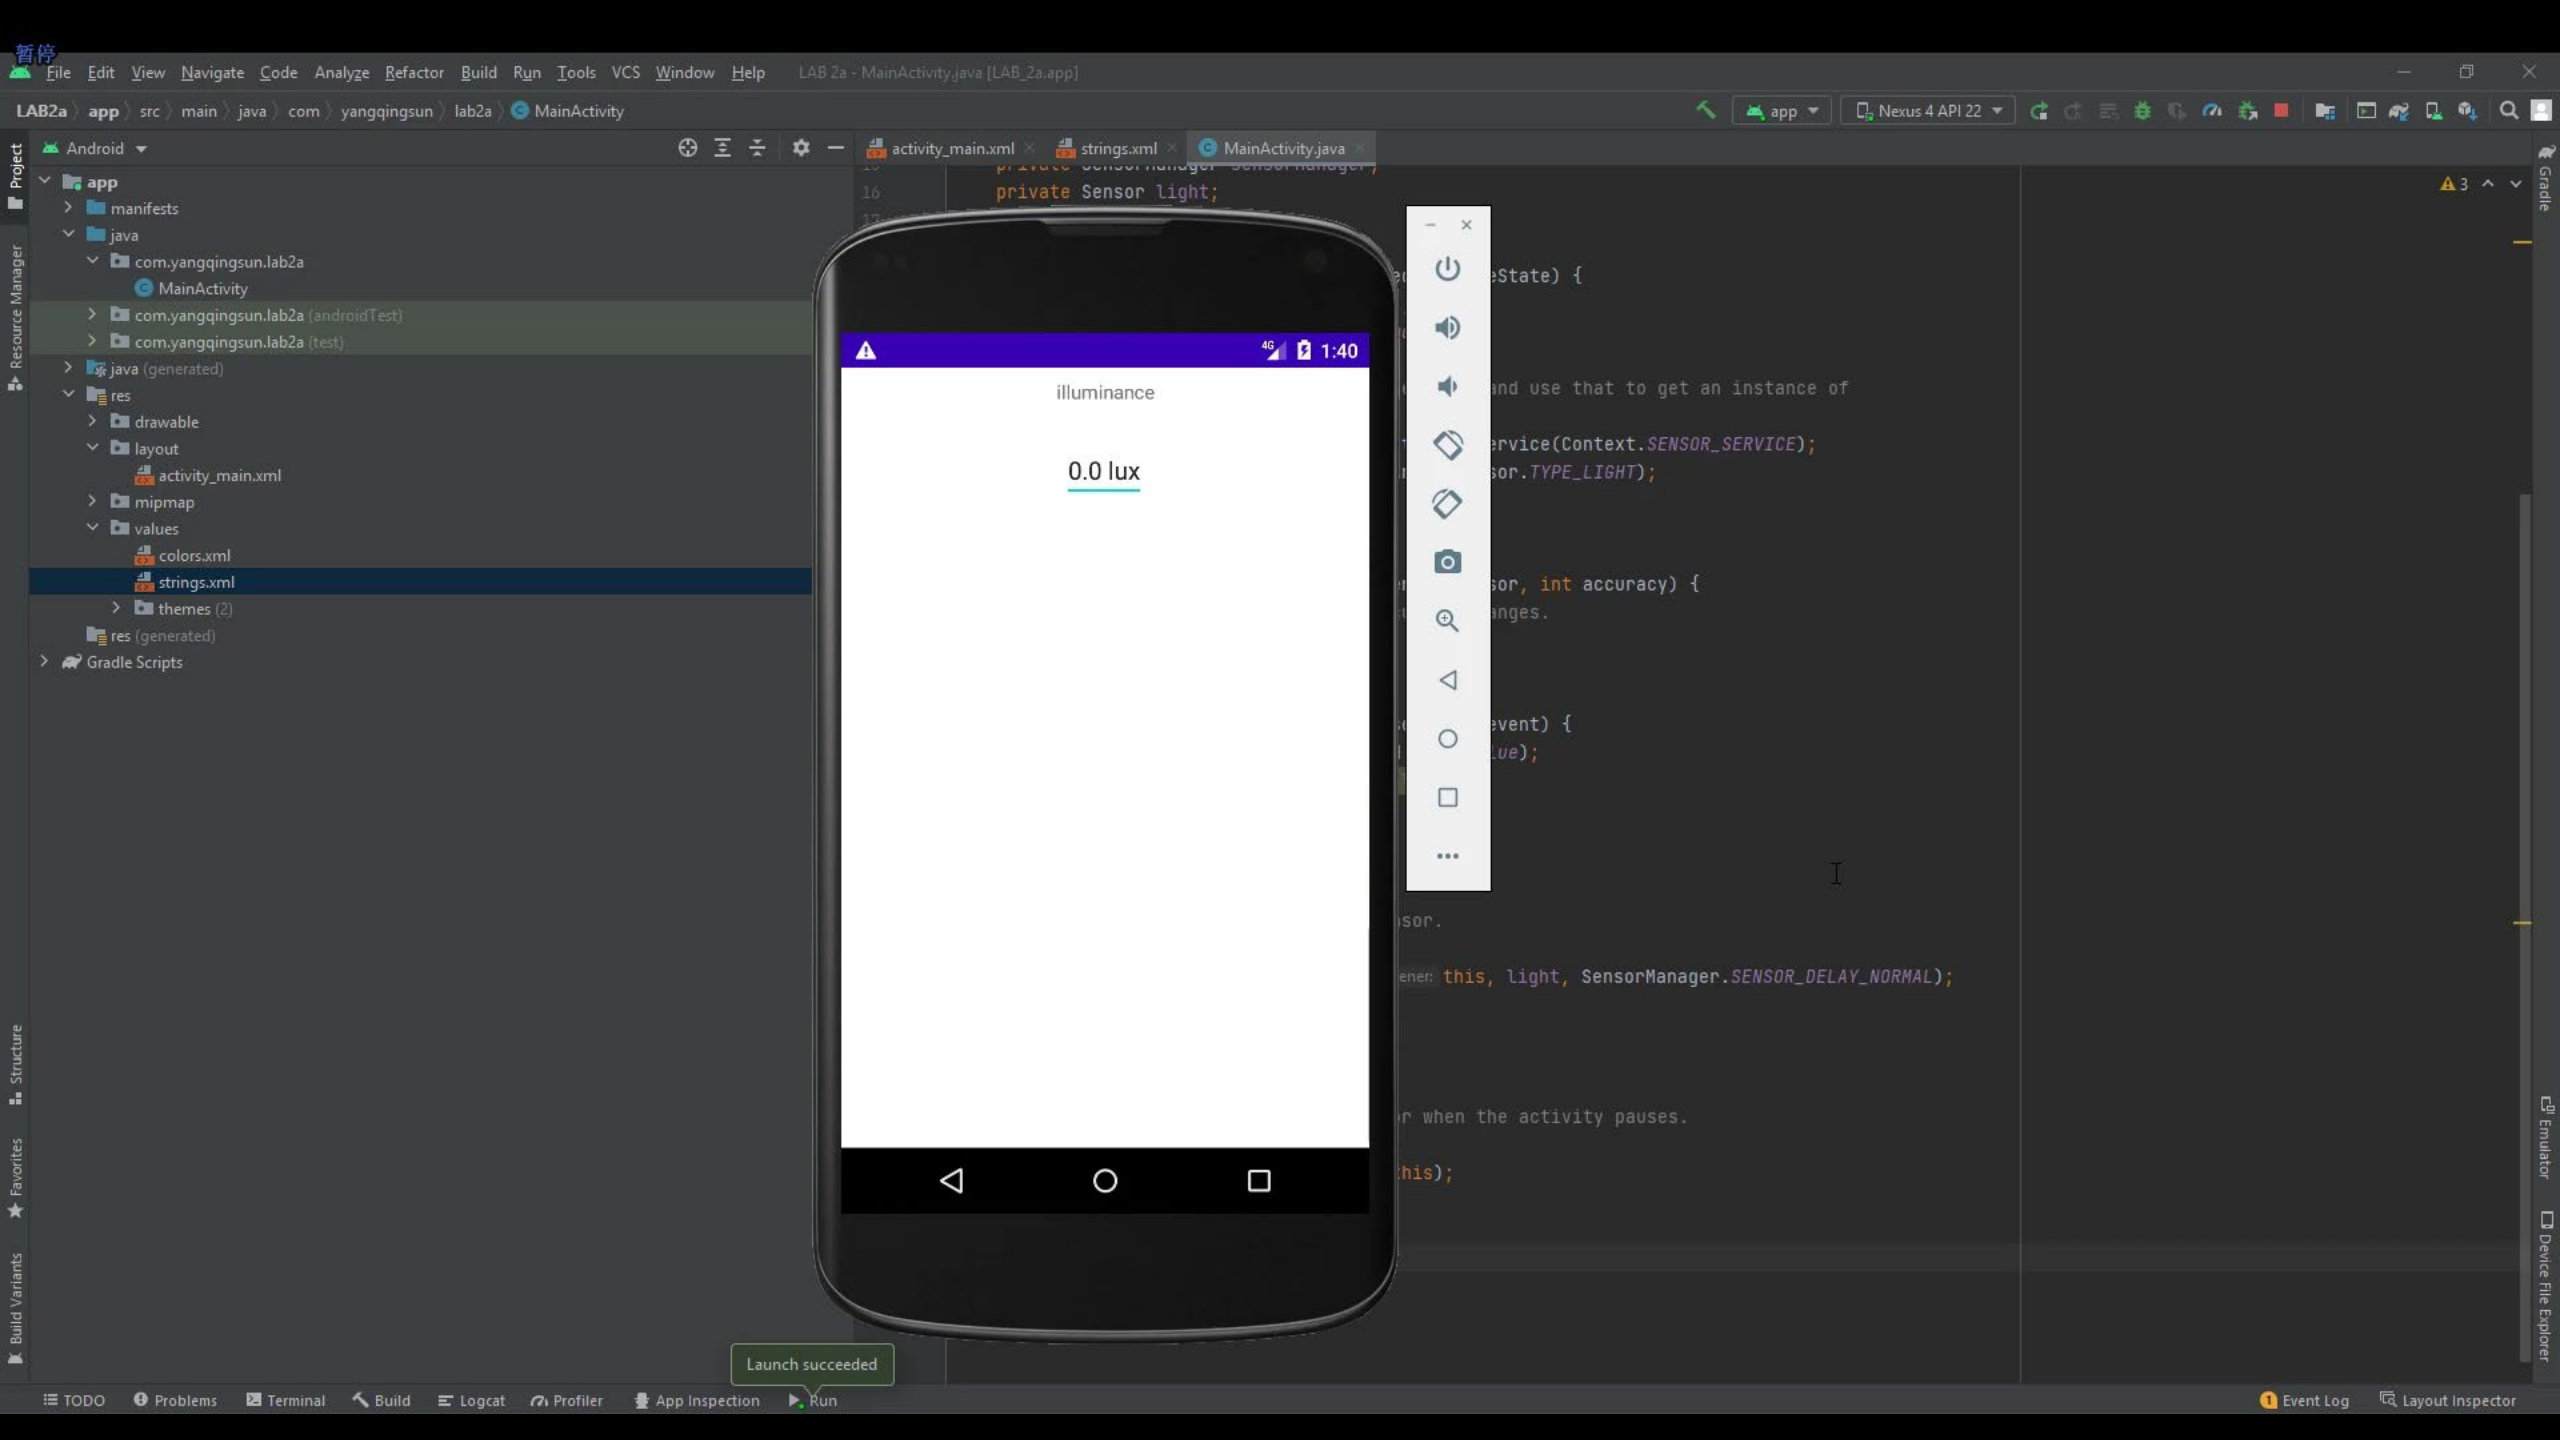 暂停
File Edit View Navigate Code Analyze Refactor Build Run Tools VCS Window Help LAB 2a - MainActivity.java [LAB_2a.app]
LAB2a app src main java com yangqingsun lab2a MainActivity
app Nexus 4 API 22
Project
Android
activity_main.xml strings.xml MainActivity.java
app
manifests
java
com.yangqingsun.lab2a
MainActivity
com.yangqingsun.lab2a (androidTest)
com.yangqingsun.lab2a (test)
java (generated)
res
drawable
layout
activity_main.xml
mipmap
values
colors.xml
strings.xml
themes (2)
res (generated)
Gradle Scripts
Resource Manager
Structure
Favorites
Build Variants
16 private Sensor light;
State) {
and use that to get an instance of
ervice(Context.SENSOR_SERVICE);
sor.TYPE_LIGHT);
sor, int accuracy) {
anges.
event) {
lue);
sor.
ener: this, light, SensorManager.SENSOR_DELAY_NORMAL);
r when the activity pauses.
his);
3
4G 1:40
illuminance
0.0 lux
Gradle
Emulator
Device File Explorer
Launch succeeded
TODO Problems Terminal Build Logcat Profiler App Inspection Run
1 Event Log Layout Inspector